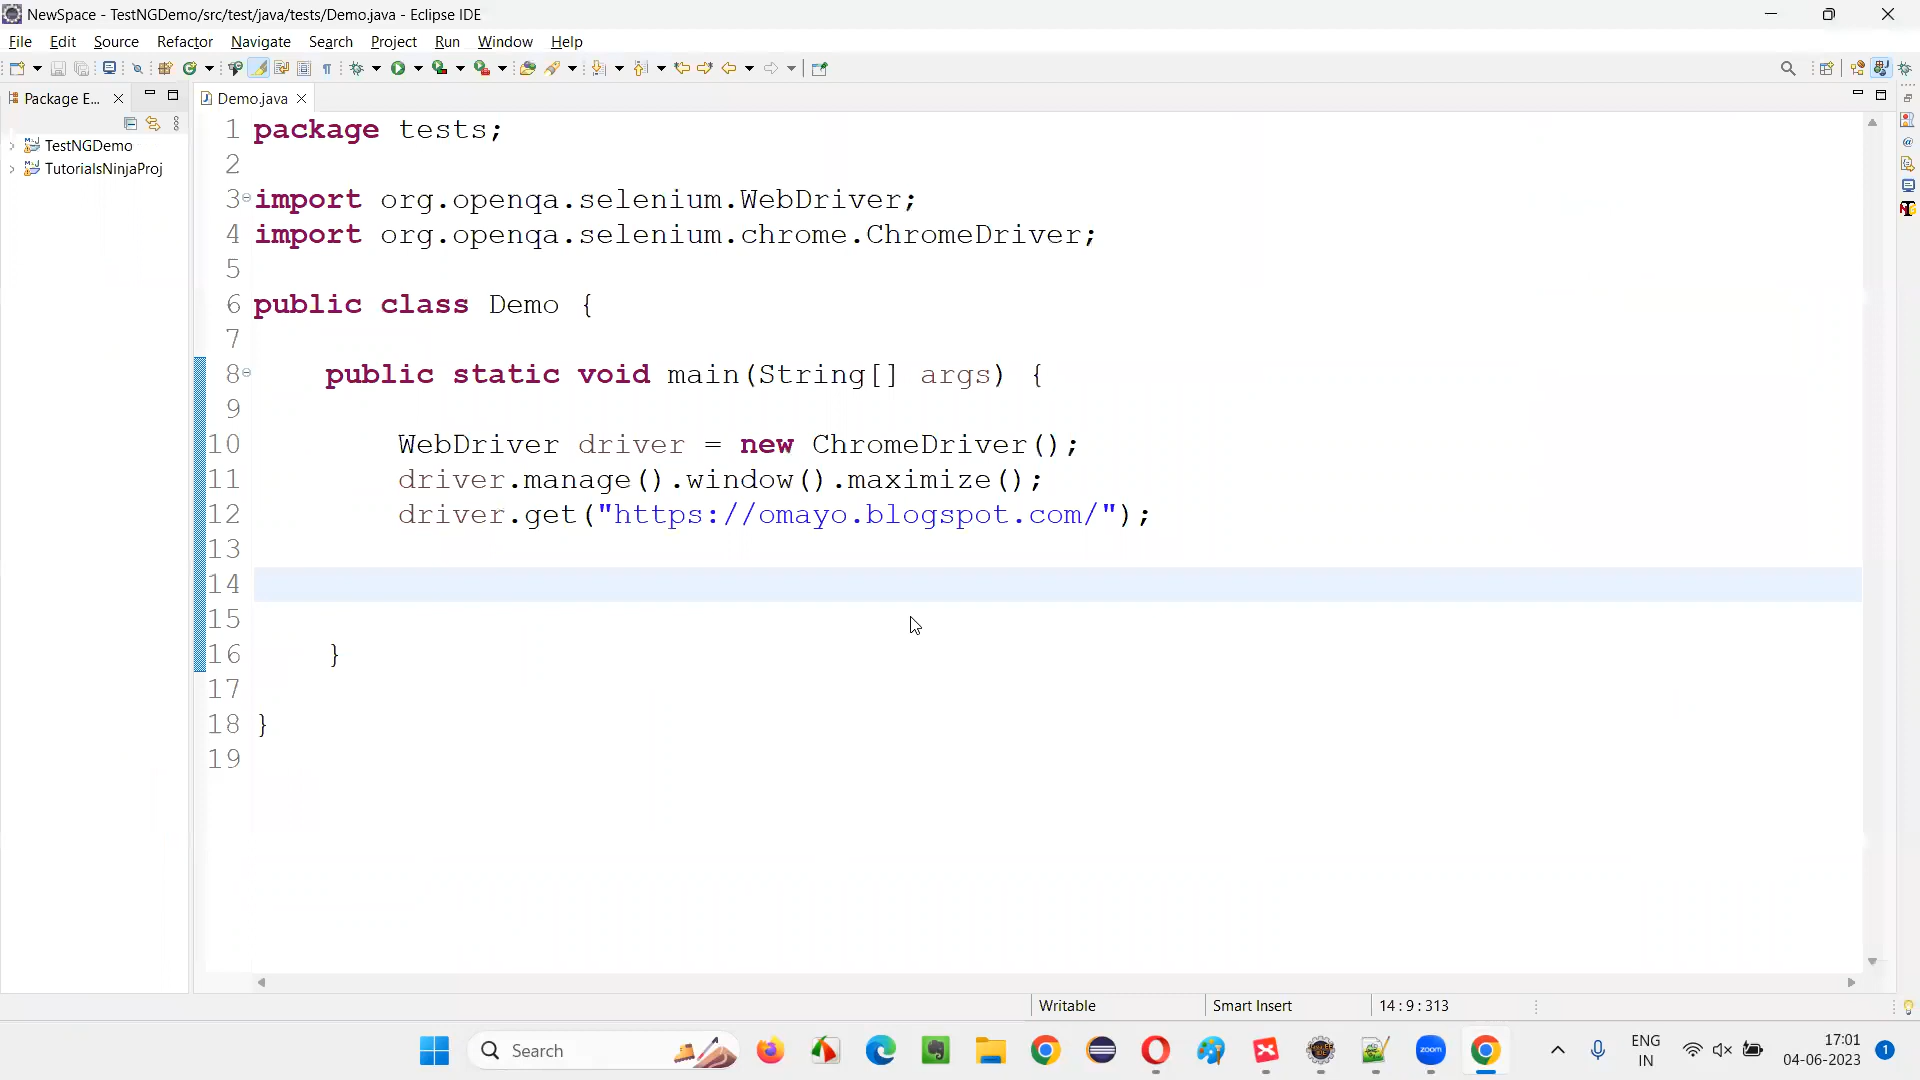 NewSpace - TestNGDemo/src/test/java/tests/Demo.java - Eclipse IDE
File Edit Source Refactor Navigate Search Project Run Window Help
Package E...
Demo.java
TestNGDemo
TutorialsNinjaProj
1 package tests;
2
3 import org.openqa.selenium.WebDriver;
4 import org.openqa.selenium.chrome.ChromeDriver;
5
6 public class Demo {
7
8 public static void main(String[] args) {
9
10 WebDriver driver = new ChromeDriver();
11 driver.manage().window().maximize();
12 driver.get("https://omayo.blogspot.com/");
13
14
15
16 }
17
18 }
19
Writable Smart Insert 14 : 9 : 313
Search
zoom
ENG
IN
17:01
04-06-2023
1